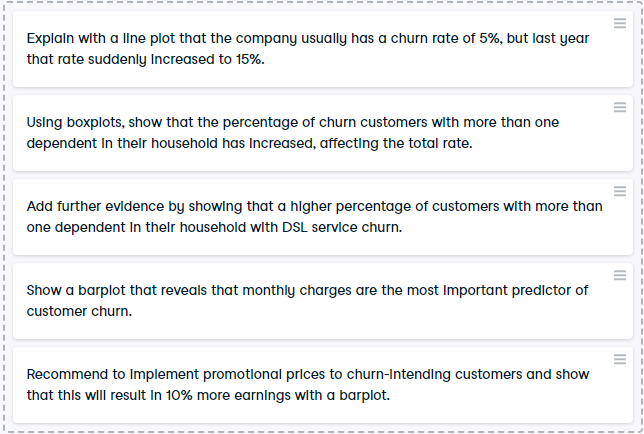 Explain with a line plot that the company usually has a churn rate of 5%, but last year
that rate suddenly increased to 15%.
Using boxplots, show that the percentage of churn customers with more than one
dependent in their household has increased, affecting the total rate.
Add further evidence by showing that a higher percentage of customers with more than
one dependent in their household with DSL service churn.
Show a barplot that reveals that monthly charges are the most important predictor of
customer churn.
Recommend to implement promotional prices to churn-intending customers and show
that this will result in 10% more earnings with a barplot.